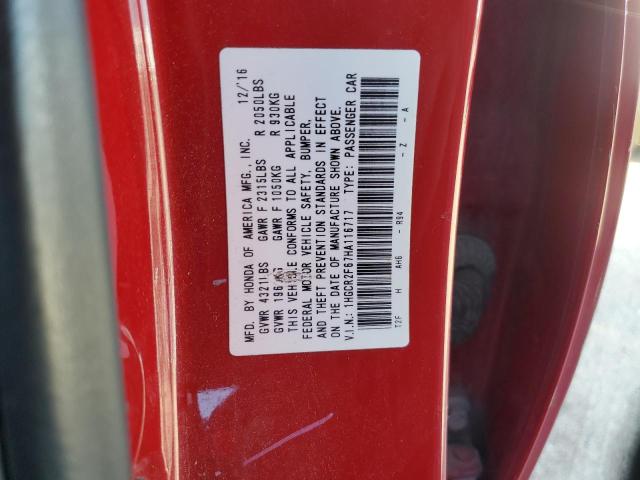 MFD. BY HONDA OF AMERICA MFG., INC. 12/16
GVWR 4321LBS GAWR F 2315LBS R 2050LBS
GVWR 196 KG GAWR F 1050KG R 930KG
THIS VEHICLE CONFORMS TO ALL APPLICABLE
FEDERAL MOTOR VEHICLE SAFETY, BUMPER,
AND THEFT PREVENTION STANDARDS IN EFFECT
ON THE DATE OF MANUFACTURE SHOWN ABOVE.
V.I.N.: 1HGCR2F67HA116717 TYPE: PASSENGER CAR
T2F H AH6 - R94 - Z - A